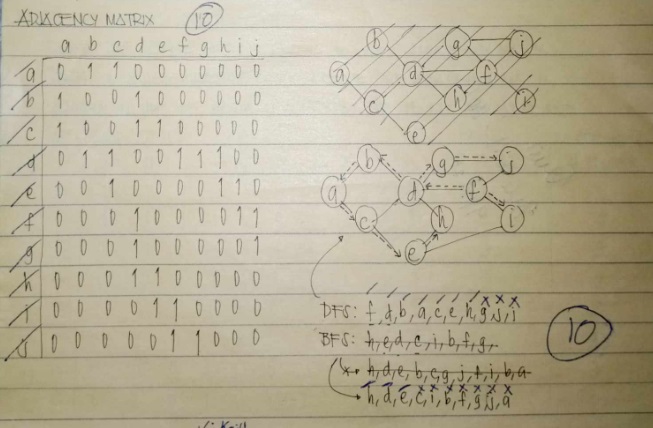 ADJACENCY MATRIX 10
a b c d e f g h i j
a 0 1 1 0 0 0 0 0 0 0
b 1 0 0 1 0 0 0 0 0 0
c 1 0 0 1 1 0 0 0 0 0
d 0 1 1 0 0 1 1 1 0 0
e 0 0 1 0 0 0 0 1 1 0
f 0 0 0 1 0 0 0 0 1 1
g 0 0 0 1 0 0 0 0 0 1
h 0 0 0 1 1 0 0 0 0 0
i 0 0 0 0 1 1 0 0 0 0
j 0 0 0 0 0 1 1 0 0 0
b g j
a d f
c h i
e
b g j
a d f
c h i
e
DFS: f, d, b, a, c, e, h, g, j, i
BFS: h, e, d, c, i, b, f, g,
h, d, e, b, c, g, j, f, i, b, a
h, d, e, c, i, b, f, g, j, a
10